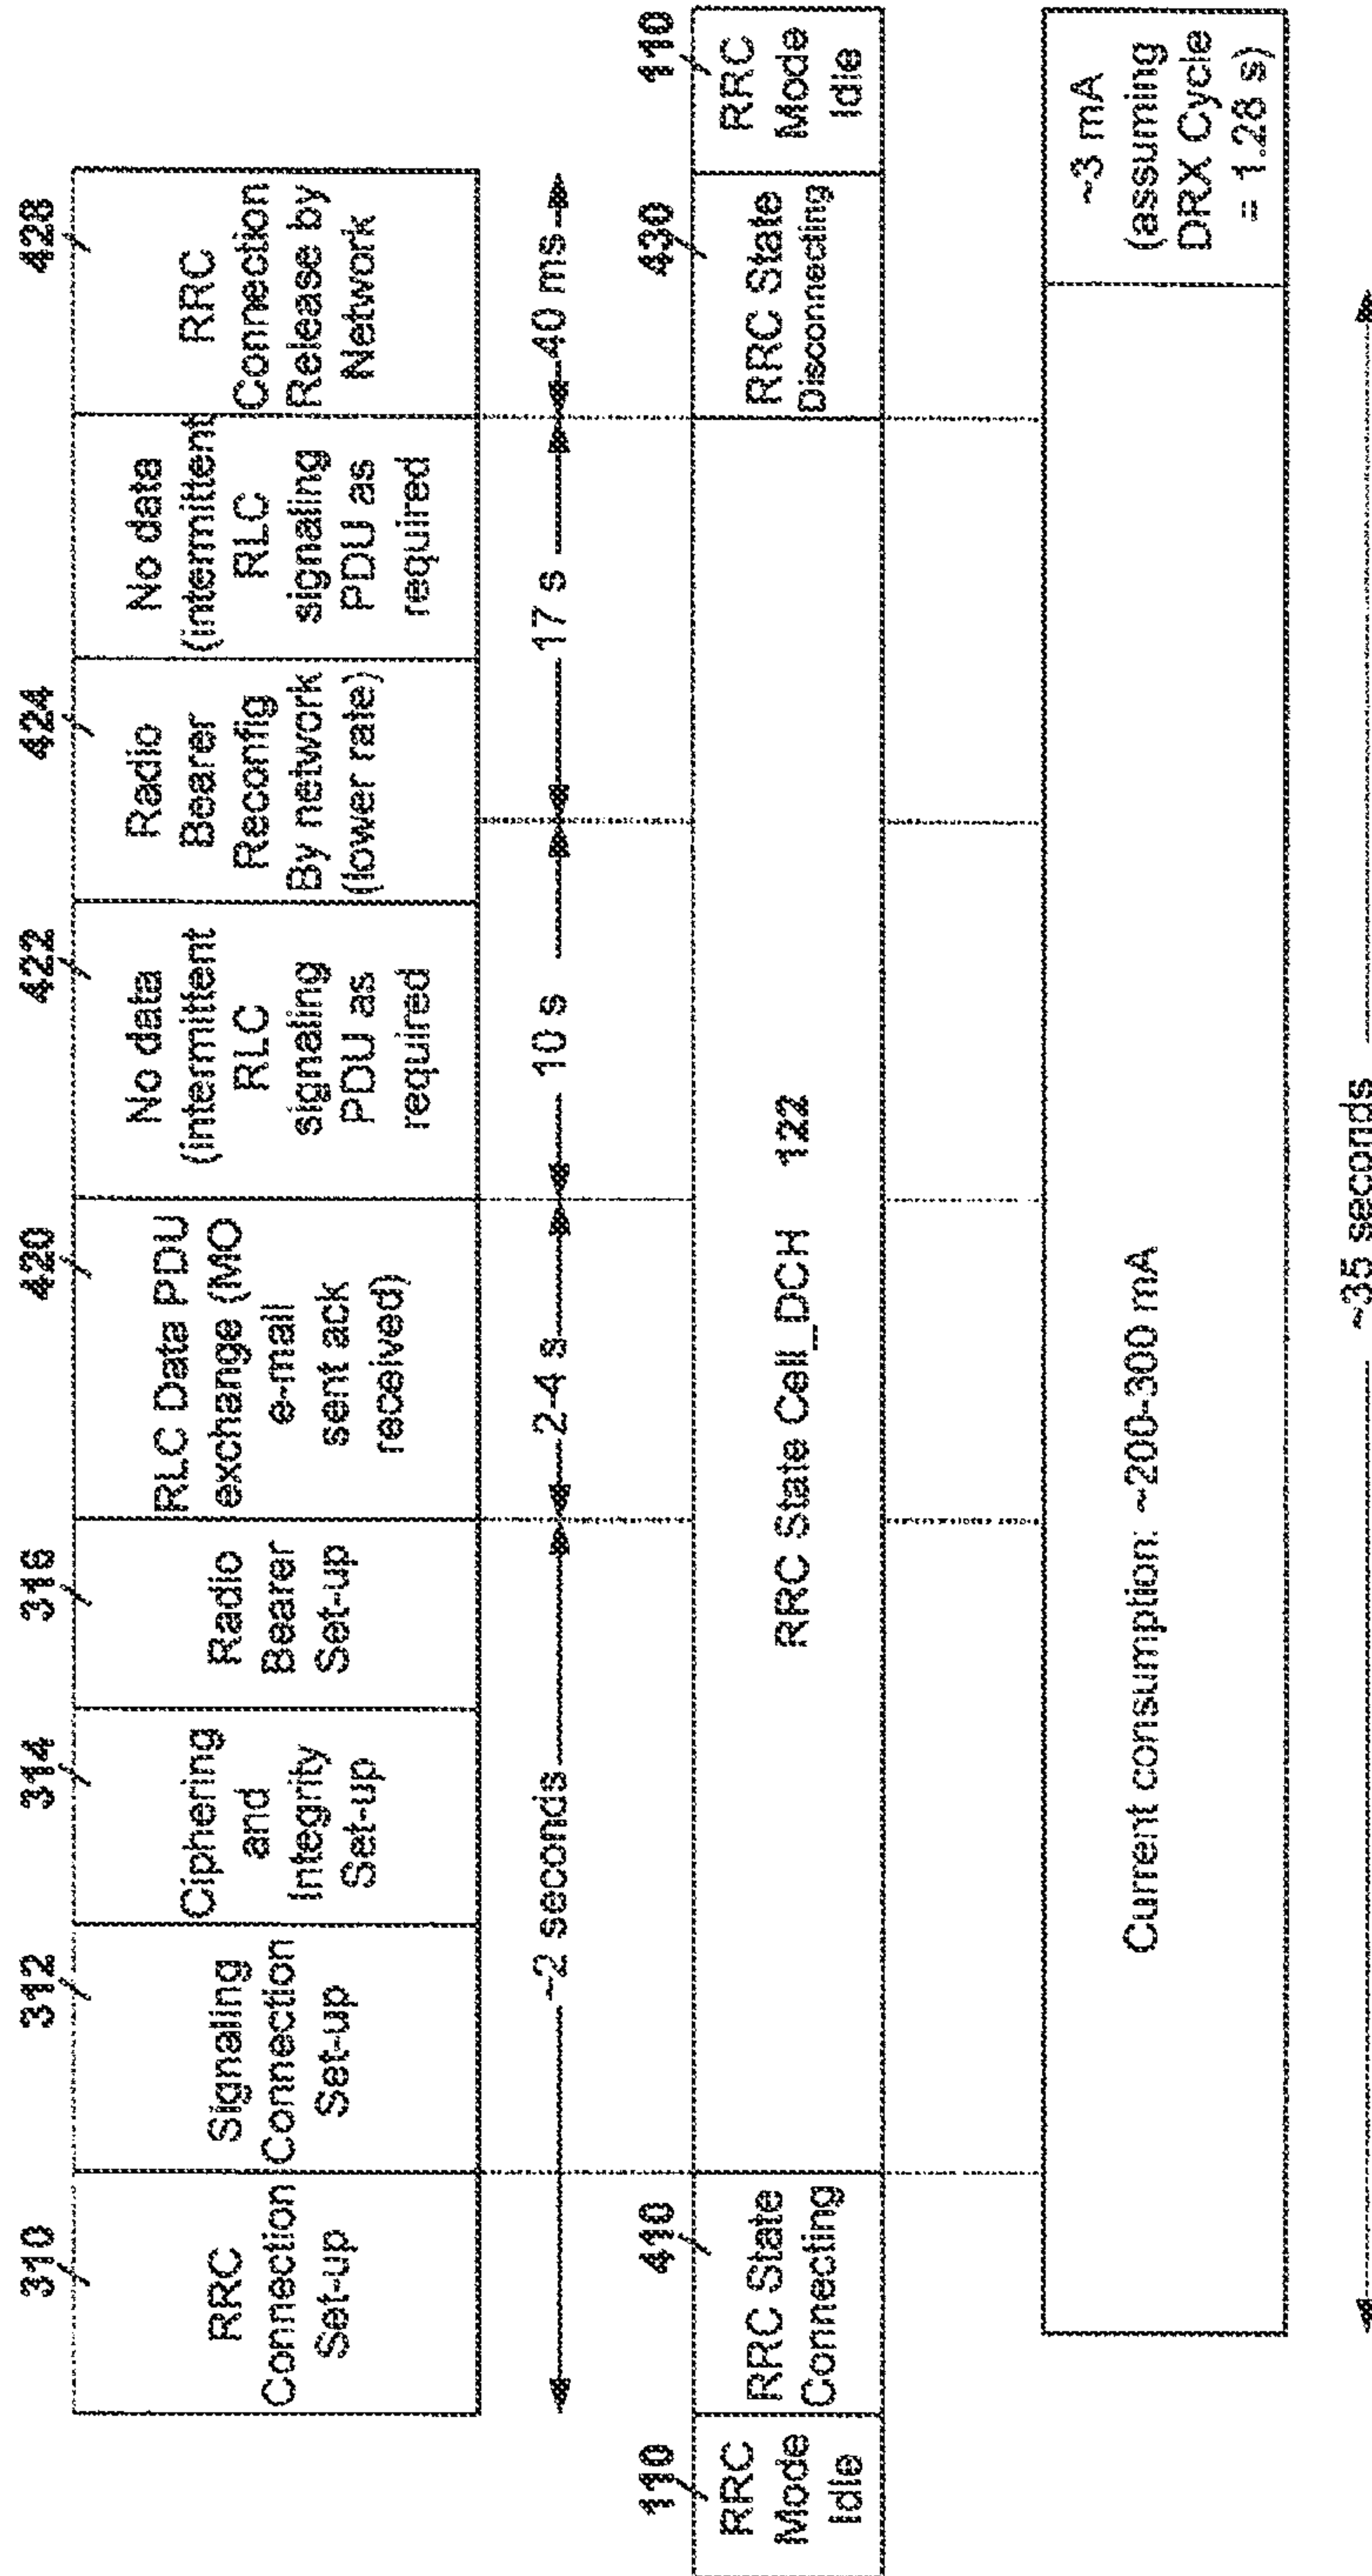 310
312
314
316
420
422
424
428
RRC
Connection
Set-up
Signaling
Connection
Set-up
Ciphering
and
Integrity
Set-up
Radio
Bearer
Set-up
RLC Data PDU
exchange (MO
e-mail
sent ack
received)
No data
(intermittent
RLC
signaling
PDU as
required
Radio
Bearer
Reconfig
By network
(lower rate)
No data
(intermittent
RLC
signaling
PDU as
required
RRC
Connection
Release by
Network
~2 seconds
2-4 s
10 s
17 s
40 ms
110
410
430
110
RRC
Mode
Idle
RRC State
Connecting
RRC State Cell_DCH 122
RRC State
Disconnecting
RRC
Mode
Idle
Current consumption: ~200-300 mA
~3 mA
(assuming
DRX Cycle
= 1.28 s)
~35 seconds